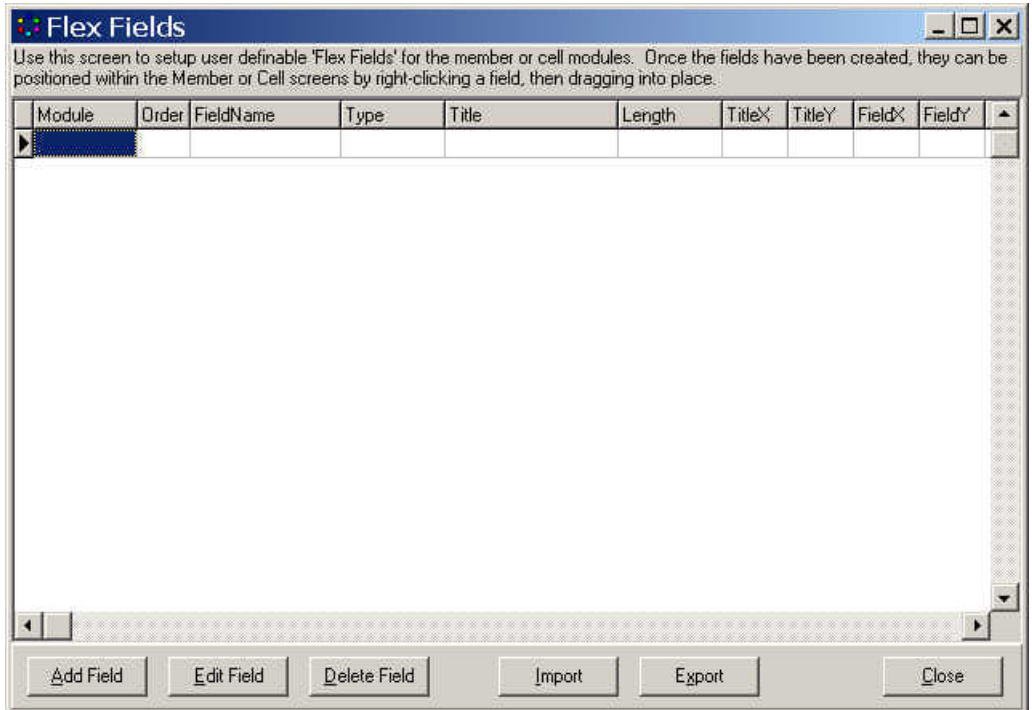 Flex Fields
Use this screen to setup user definable 'Flex Fields' for the member or cell modules.  Once the fields have been created, they can be
positioned within the Member or Cell screens by right-clicking a field, then dragging into place.
Module Order FieldName Type Title Length TitleX TitleY FieldX FieldY
Add Field Edit Field Delete Field Import Export Close